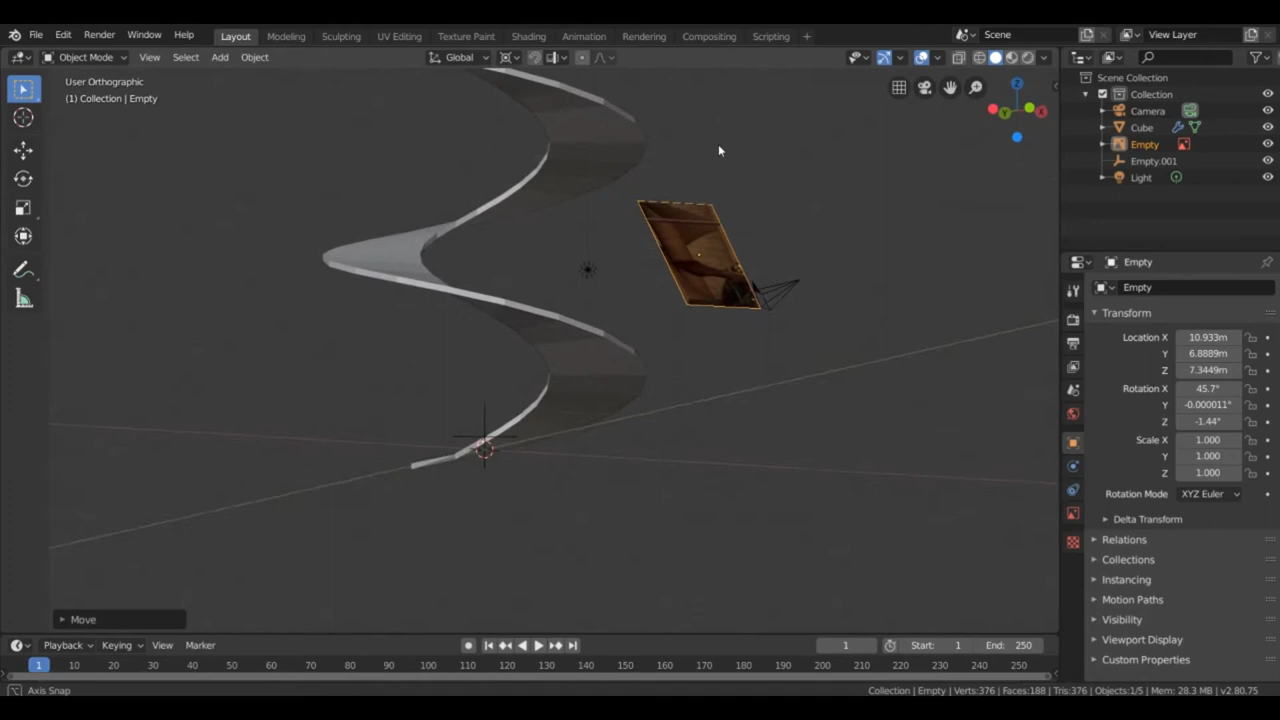 File Edit Render Window Help Layout Modeling Sculpting UV Editing Texture Paint Shading Animation Rendering Compositing Scripting + Scene View Layer
Object Mode View Select Add Object Global
User Orthographic
(1) Collection | Empty
Scene Collection
Collection
Camera
Cube
Empty
Empty.001
Light
Z
Y
X
Empty
Empty
Transform
Location X 10.933m
Y 6.8889m
Z 7.3449m
Rotation X 45.7°
Y -0.000011°
Z -1.44°
Scale X 1.000
Y 1.000
Z 1.000
Rotation Mode XYZ Euler
Delta Transform
Relations
Collections
Instancing
Motion Paths
Visibility
Viewport Display
Custom Properties
Move
Playback Keying View Marker 1 Start: 1 End: 250
1 10 20 30 40 50 60 70 80 90 100 110 120 130 140 150 160 170 180 190 200 210 220 230 240 250
Axis Snap Collection | Empty | Verts:376 | Faces:188 | Tris:376 | Objects:1/5 | Mem: 28.3 MB | v2.80.75